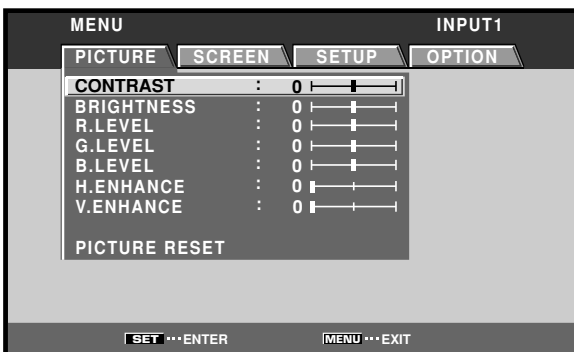 MENU INPUT1
PICTURE SCREEN SETUP OPTION
CONTRAST : 0
BRIGHTNESS : 0
R.LEVEL : 0
G.LEVEL : 0
B.LEVEL : 0
H.ENHANCE : 0
V.ENHANCE : 0
PICTURE RESET
SET ··· ENTER MENU ··· EXIT